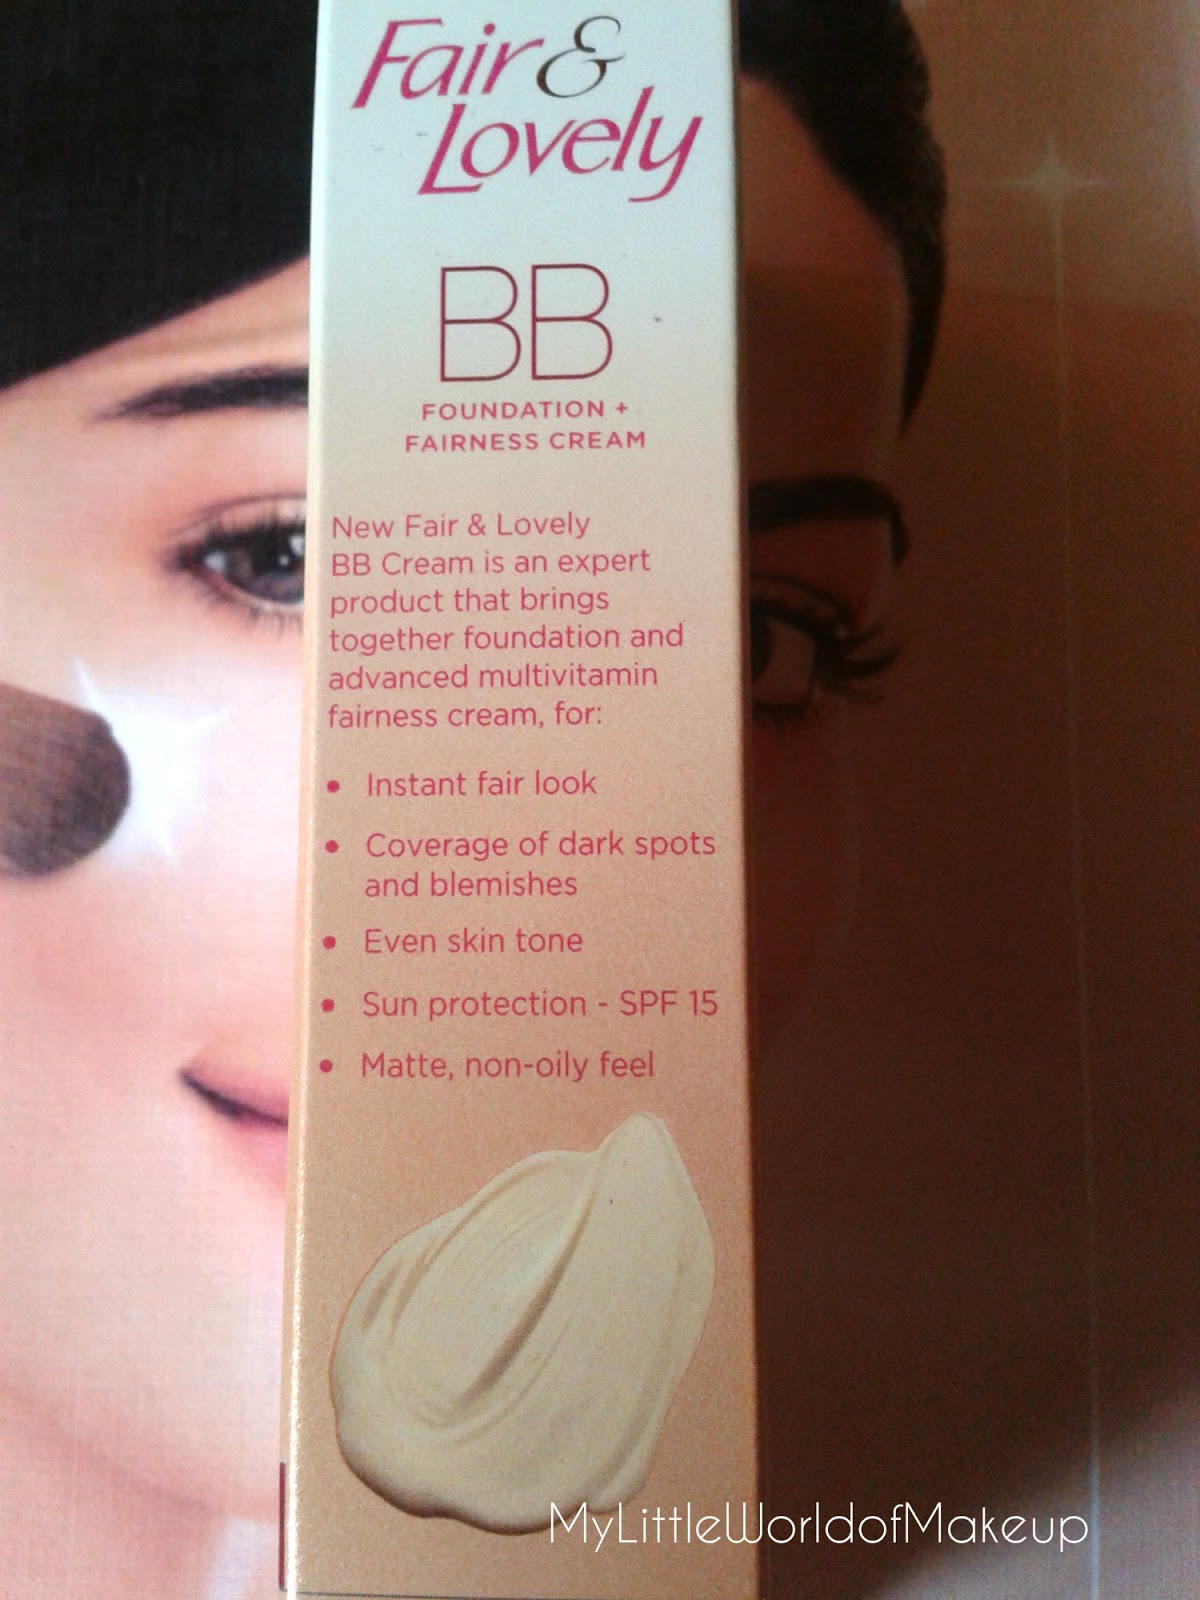 Fair &
Lovely
BB
FOUNDATION +
FAIRNESS CREAM
New Fair & Lovely
BB Cream is an expert
product that brings
together foundation and
advanced multivitamin
fairness cream, for:
• Instant fair look
• Coverage of dark spots
and blemishes
• Even skin tone
• Sun protection - SPF 15
• Matte, non-oily feel
MyLittleWorldofMakeup